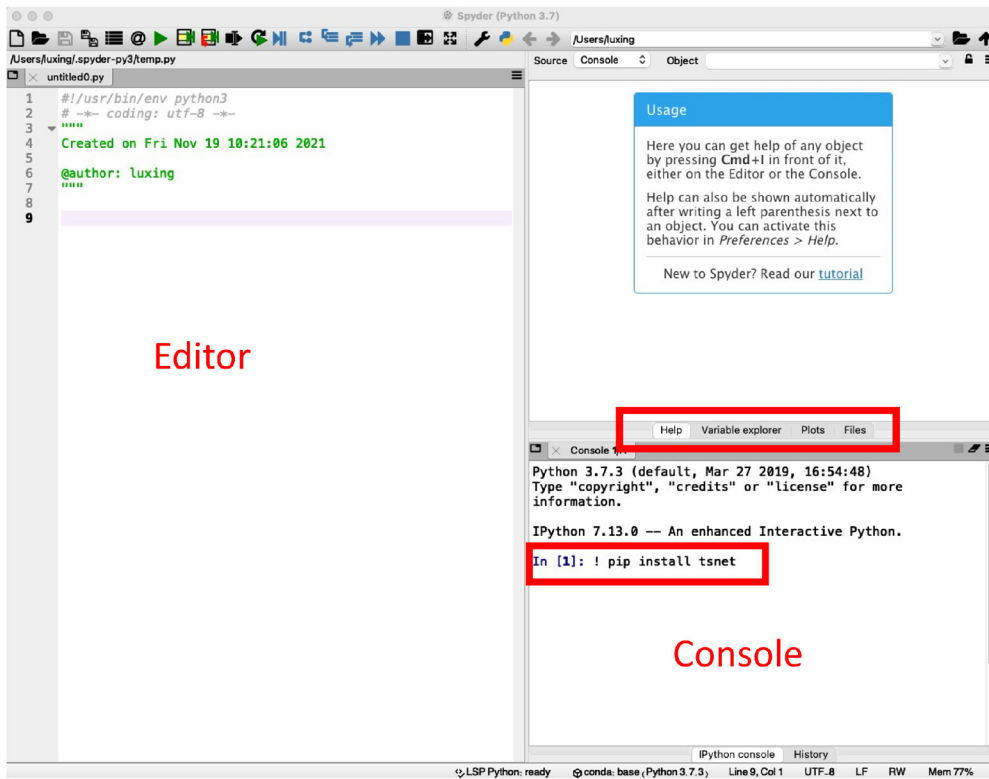 Spyder (Python 3.7)
/Users/luxing
/Users/luxing/.spyder-py3/temp.py
untitled0.py
1 #!/usr/bin/env python3
2 # -*- coding: utf-8 -*-
3 """
4 Created on Fri Nov 19 10:21:06 2021
5
6 @author: luxing
7 """
8
9
Editor
Source Console Object
Usage
Here you can get help of any object
by pressing Cmd+I in front of it,
either on the Editor or the Console.
Help can also be shown automatically
after writing a left parenthesis next to
an object. You can activate this
behavior in Preferences > Help.
New to Spyder? Read our tutorial
Help Variable explorer Plots Files
Console
Python 3.7.3 (default, Mar 27 2019, 16:54:48)
Type "copyright", "credits" or "license" for more
information.
IPython 7.13.0 -- An enhanced Interactive Python.
In [1]: ! pip install tsnet
Console
IPython console History
LSP Python: ready conda: base (Python 3.7.3) Line 9, Col 1 UTF-8 LF RW Mem 77%